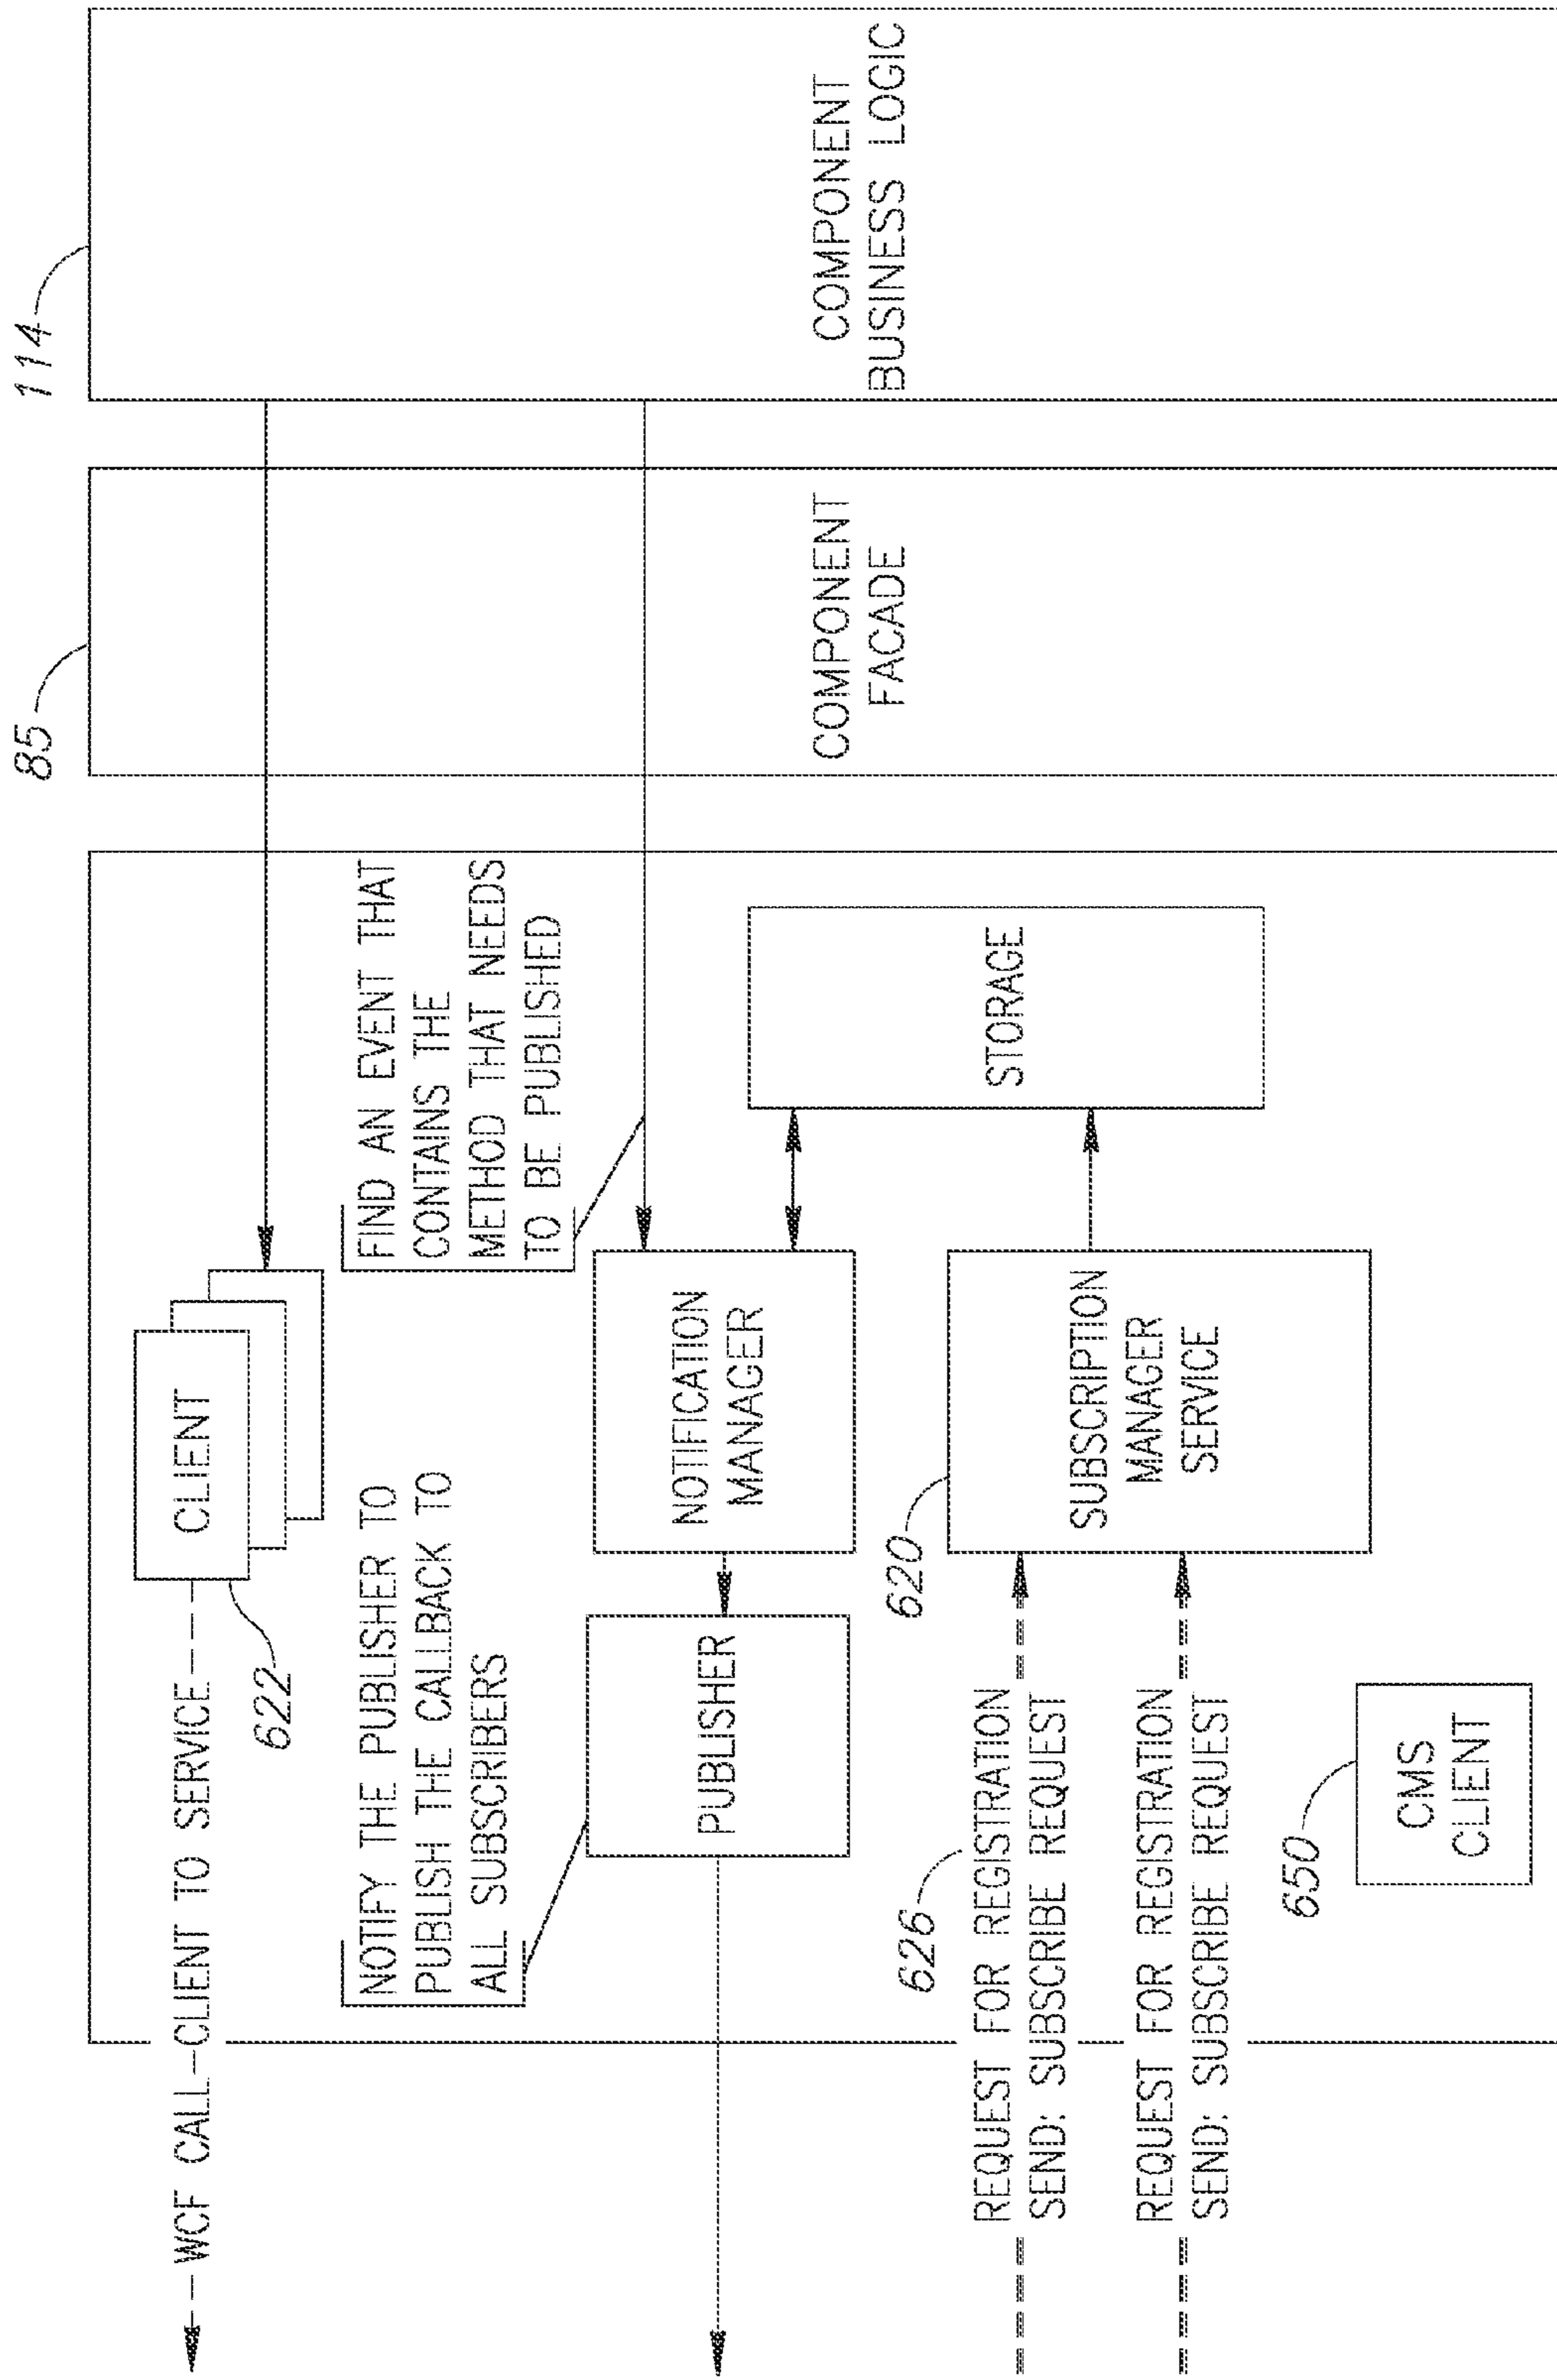 85
114
WCF CALL–CLIENT TO SERVICE
CLIENT
622
NOTIFY THE PUBLISHER TO
PUBLISH THE CALLBACK TO
ALL SUBSCRIBERS
FIND AN EVENT THAT
CONTAINS THE
METHOD THAT NEEDS
TO BE PUBLISHED
PUBLISHER
NOTIFICATION
MANAGER
COMPONENT
FACADE
COMPONENT
BUSINESS LOGIC
626
620
REQUEST FOR REGISTRATION
SEND: SUBSCRIBE REQUEST
REQUEST FOR REGISTRATION
SEND: SUBSCRIBE REQUEST
SUBSCRIPTION
MANAGER
SERVICE
STORAGE
650
CMS
CLIENT